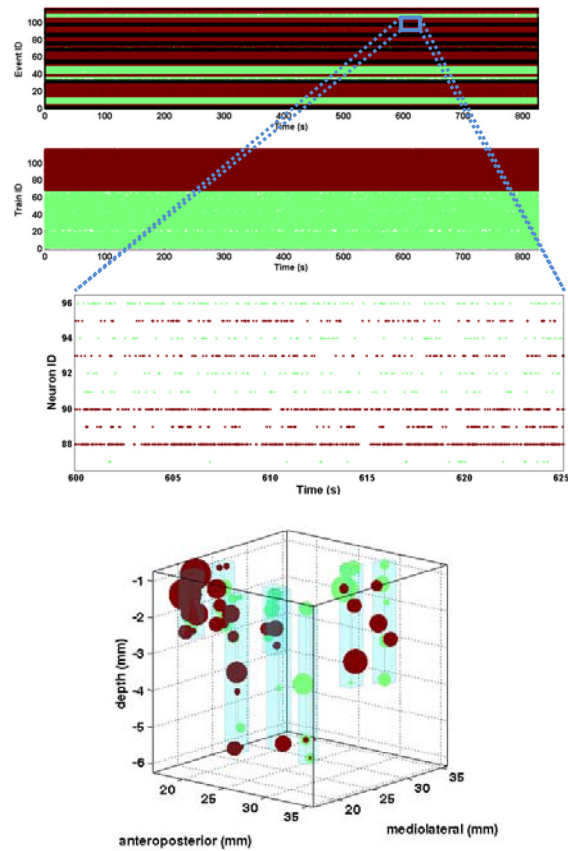 Event ID
100
80
60
40
20
0
0 100 200 300 400 500 600 700 800
Time (s)
Train ID
100
80
60
40
20
0
0 100 200 300 400 500 600 700 800
Time (s)
Neuron ID
96
94
92
90
88
600 605 610 615 620 625
Time (s)
depth (mm)
-1
-2
-3
-4
-5
-6
20 25 30 35
20 25 30 35
anteroposterior (mm)
mediolateral (mm)